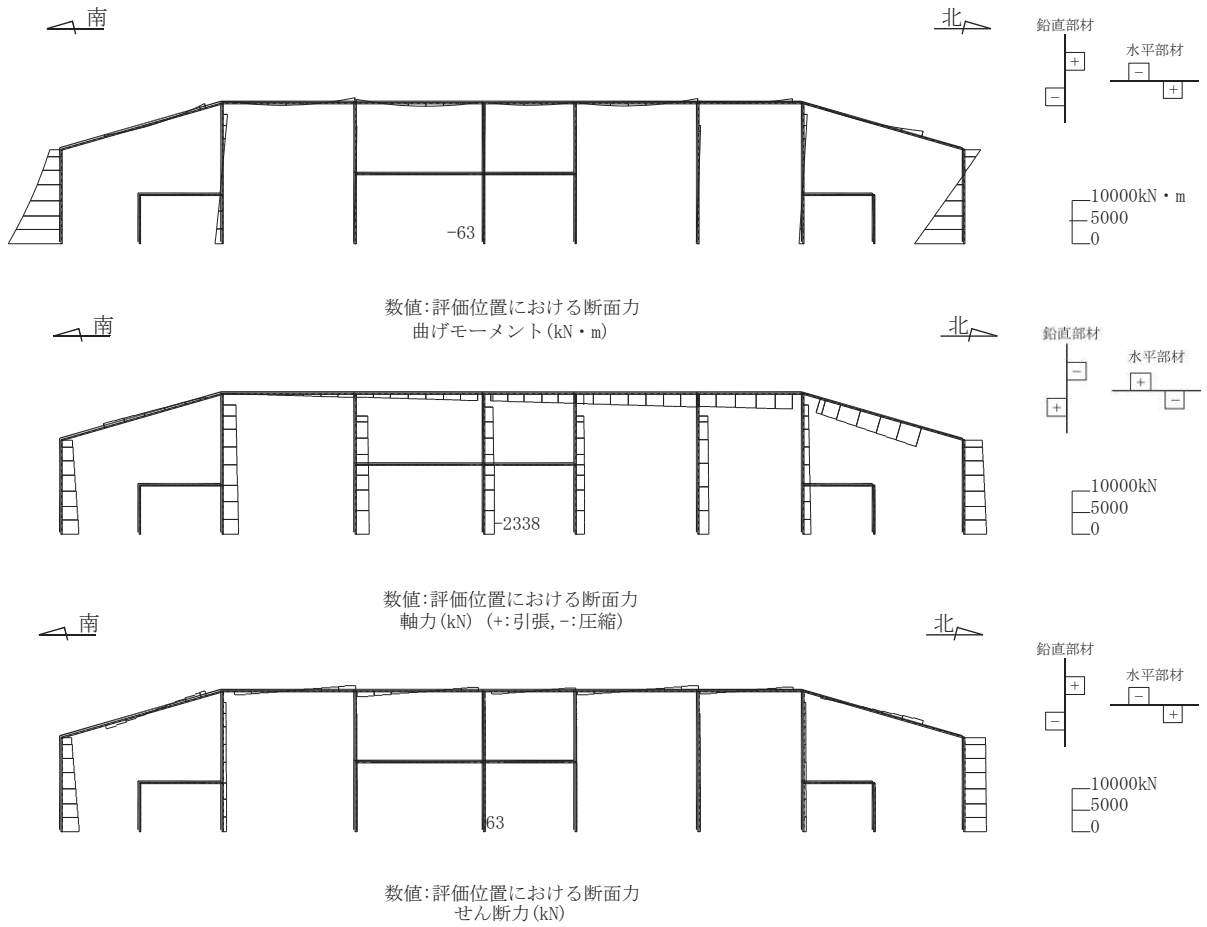 南
北
鉛直部材
+
−
水平部材
−
+
10000kN・m
5000
0
−63
数値:評価位置における断面力
曲げモーメント(kN・m)
南
北
鉛直部材
−
+
水平部材
+
−
10000kN
5000
0
−2338
数値:評価位置における断面力
軸力(kN) (+:引張,−:圧縮)
南
北
鉛直部材
+
−
水平部材
−
+
10000kN
5000
0
63
数値:評価位置における断面力
せん断力(kN)